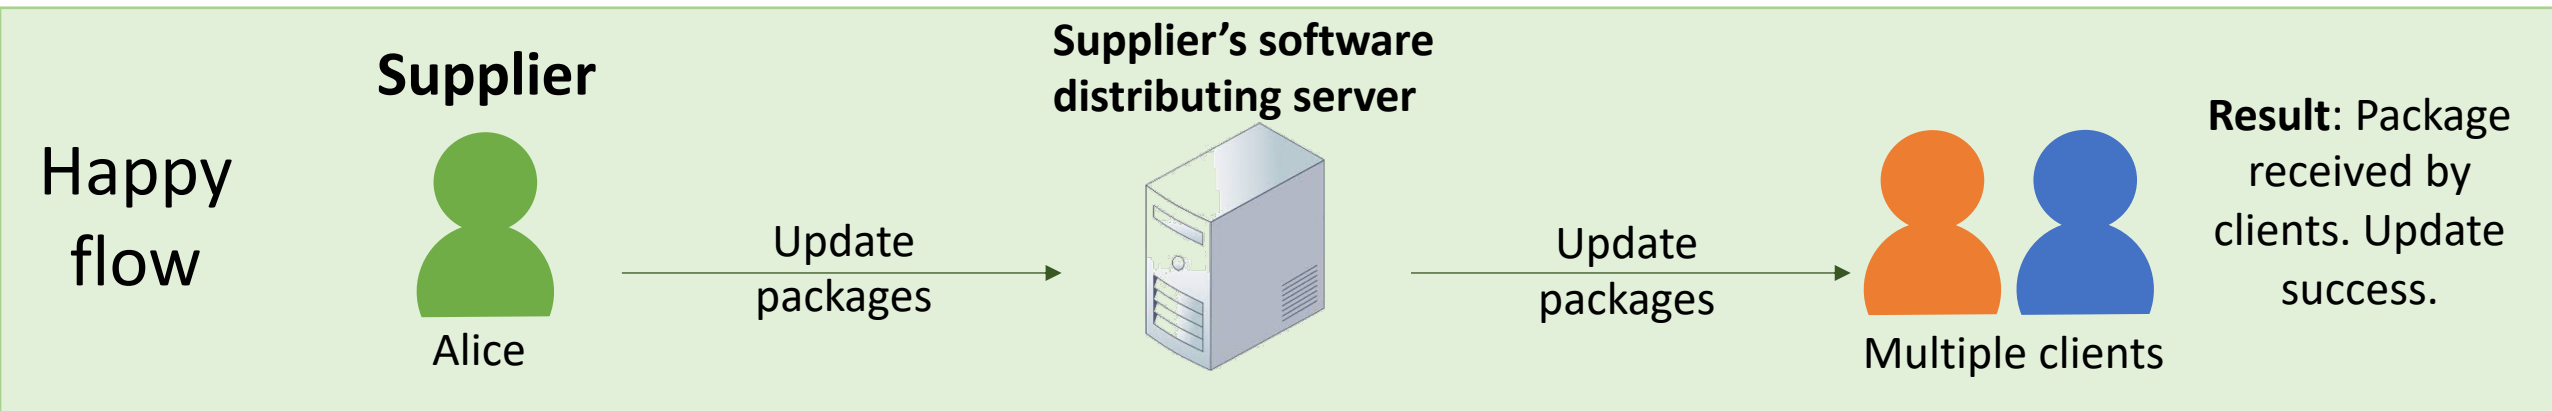 Happy
flow
Supplier
Alice
Update
packages
Supplier’s software
distributing server
Update
packages
Multiple clients
Result: Package
received by
clients. Update
success.